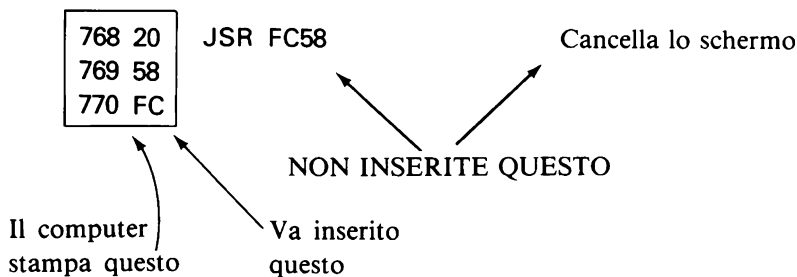 768 20 JSR FC58 Cancella lo schermo
769 58
770 FC
NON INSERITE QUESTO
Il computer
stampa questo
Va inserito
questo